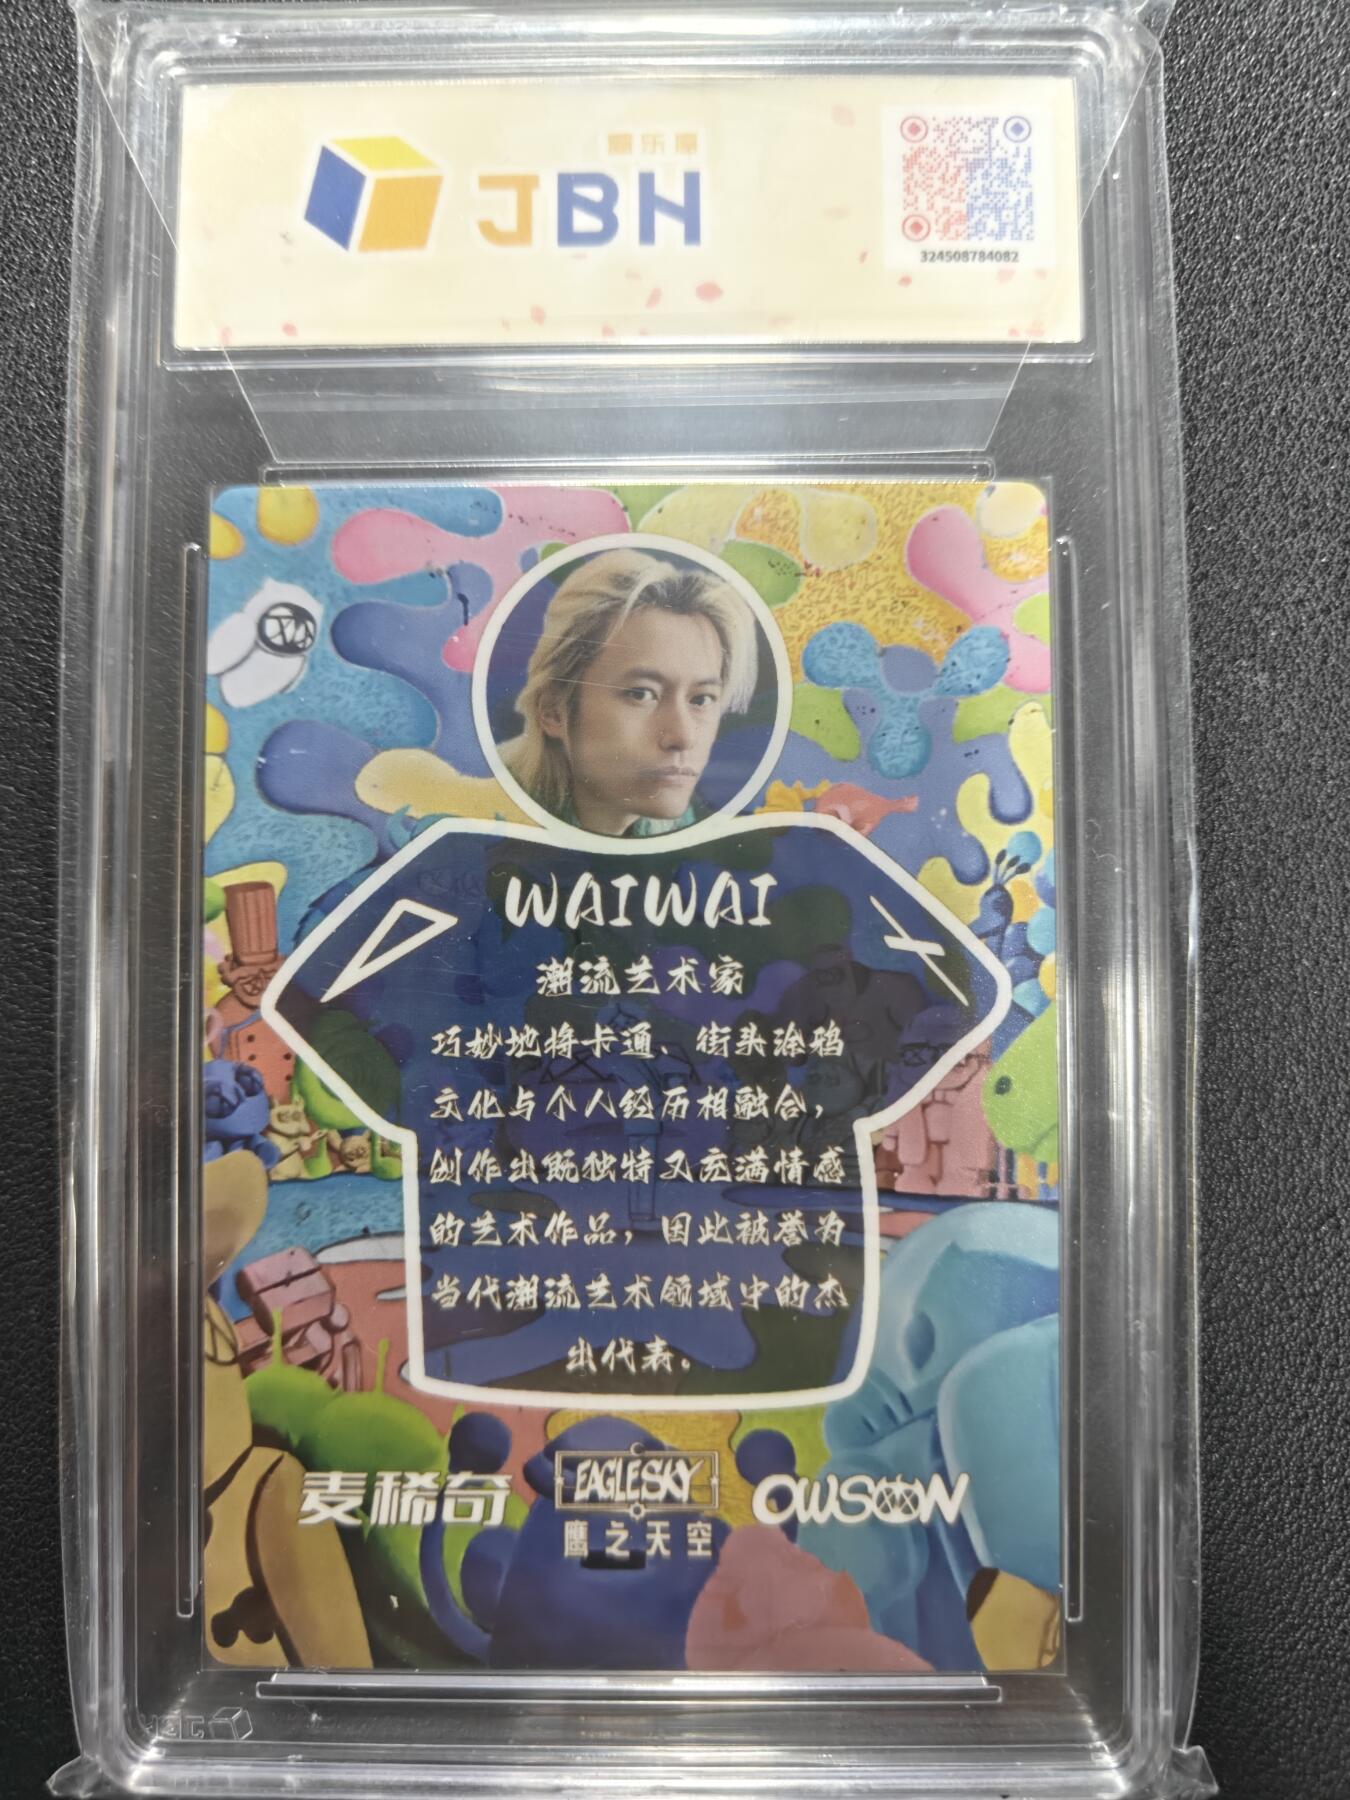 嘉乐屋
JBH
324508784082
WAIWAI
潮流艺术家
巧妙地将卡通、街头涂鸦
文化与个人经历相融合，
创作出既独特又充满情感
的艺术作品，因此被誉为
当代潮流艺术领域中的杰
出代表。
麦稀奇
EAGLESKY
鹰之天空
OWSON